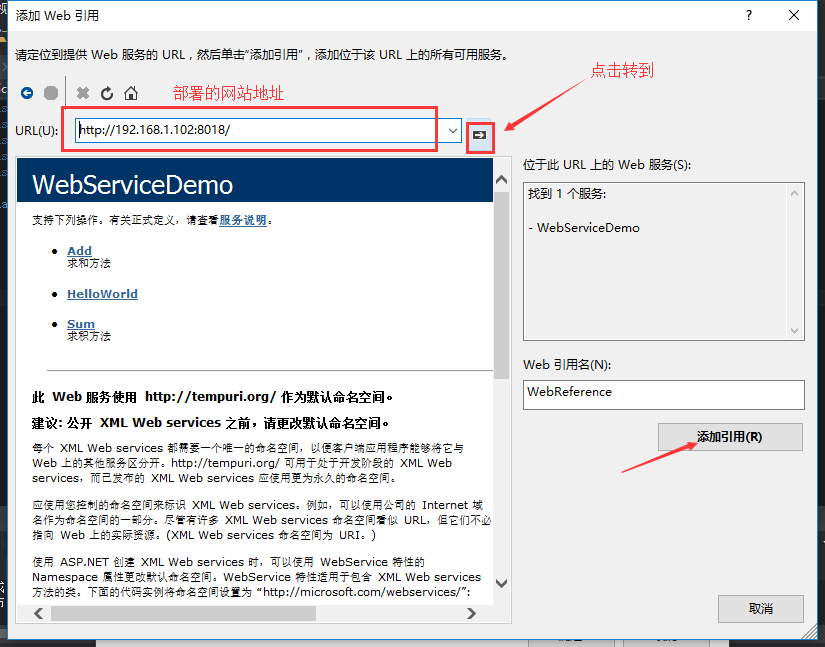 添加 Web 引用
请定位到提供 Web 服务的 URL，然后单击“添加引用”，添加位于该 URL 上的所有可用服务。
点击转到
部署的网站地址
URL(U):
http://192.168.1.102:8018/
WebServiceDemo
支持下列操作。有关正式定义，请查看服务说明。
Add
求和方法
HelloWorld
Sum
求积方法
此 Web 服务使用 http://tempuri.org/ 作为默认命名空间。
建议: 公开 XML Web services 之前，请更改默认命名空间。
每个 XML Web services 都需要一个唯一的命名空间，以便客户端应用程序能够将它与
Web 上的其他服务区分开。http://tempuri.org/ 可用于处于开发阶段的 XML Web
services，而已发布的 XML Web services 应使用更为永久的命名空间。
应使用您控制的命名空间来标识 XML Web services。例如，可以使用公司的 Internet 域
名作为命名空间的一部分。尽管有许多 XML Web services 命名空间看似 URL，但它们不必
指向 Web 上的实际资源。(XML Web services 命名空间为 URI。)
使用 ASP.NET 创建 XML Web services 时，可以使用 WebService 特性的
Namespace 属性更改默认命名空间。WebService 特性适用于包含 XML Web services
方法的类。下面的代码实例将命名空间设置为 “http://microsoft.com/webservices/”:
位于此 URL 上的 Web 服务(S):
找到 1 个服务:
- WebServiceDemo
Web 引用名(N):
WebReference
添加引用(R)
取消